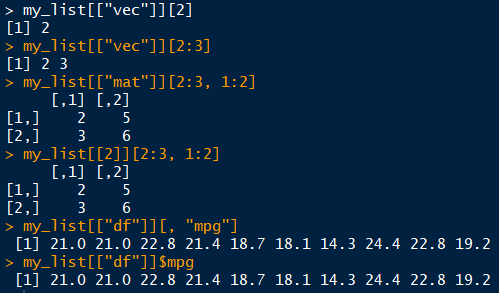 > my_list[["vec"]][2]
[1] 2
> my_list[["vec"]][2:3]
[1] 2 3
> my_list[["mat"]][2:3, 1:2]
     [,1] [,2]
[1,]    2    5
[2,]    3    6
> my_list[[2]][2:3, 1:2]
     [,1] [,2]
[1,]    2    5
[2,]    3    6
> my_list[["df"]][, "mpg"]
 [1] 21.0 21.0 22.8 21.4 18.7 18.1 14.3 24.4 22.8 19.2
> my_list[["df"]]$mpg
 [1] 21.0 21.0 22.8 21.4 18.7 18.1 14.3 24.4 22.8 19.2